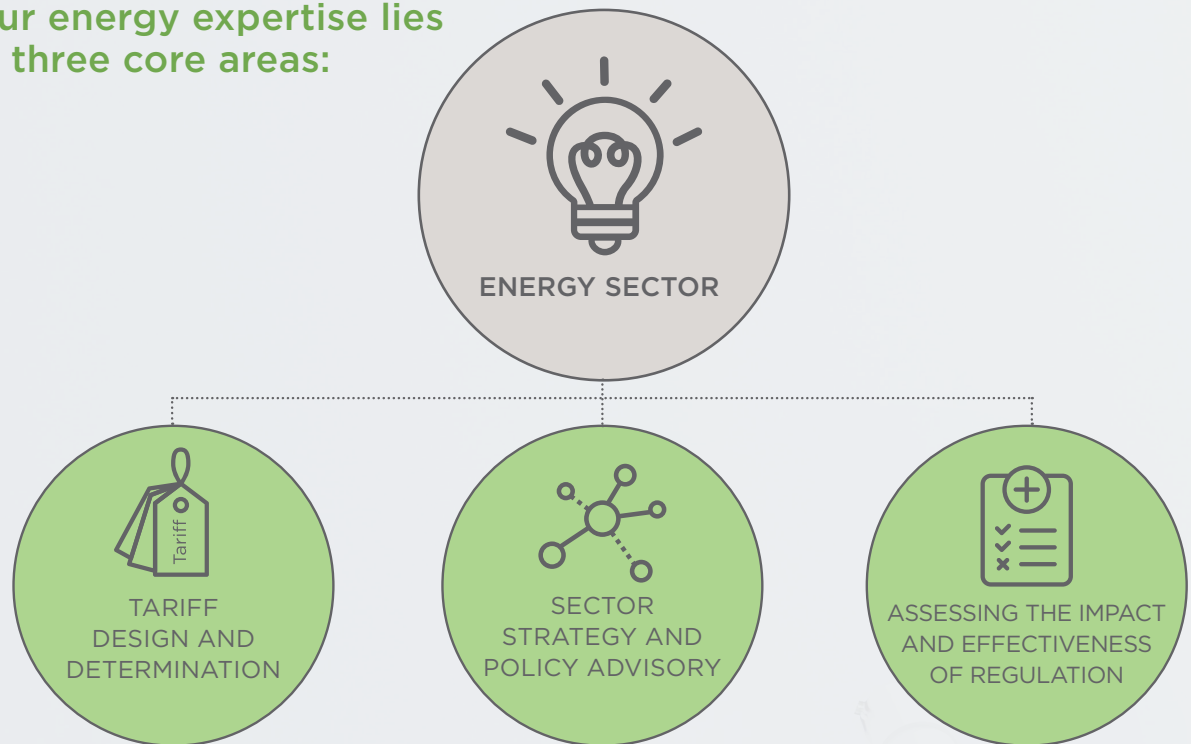 ur energy expertise lies
three core areas:
ENERGY SECTOR
Tariff
TARIFF
DESIGN AND
DETERMINATION
SECTOR
STRATEGY AND
POLICY ADVISORY
ASSESSING THE IMPACT
AND EFFECTIVENESS
OF REGULATION